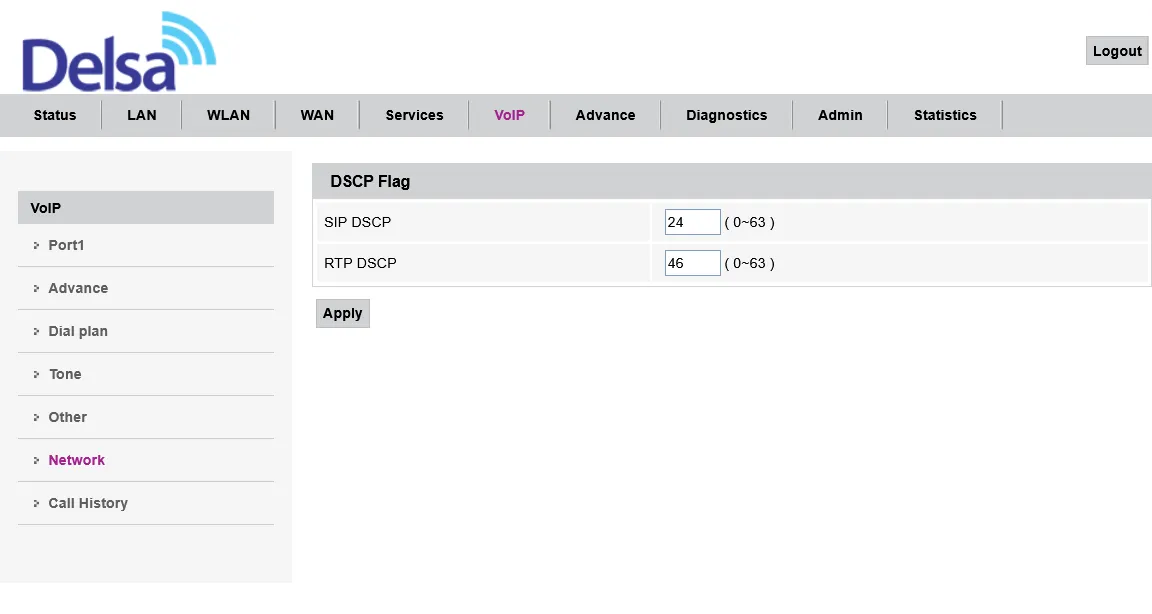 Delsa
Logout
Status LAN WLAN WAN Services VoIP Advance Diagnostics Admin Statistics
VoIP
Port1
Advance
Dial plan
Tone
Other
Network
Call History
DSCP Flag
SIP DSCP 24 ( 0~63 )
RTP DSCP 46 ( 0~63 )
Apply